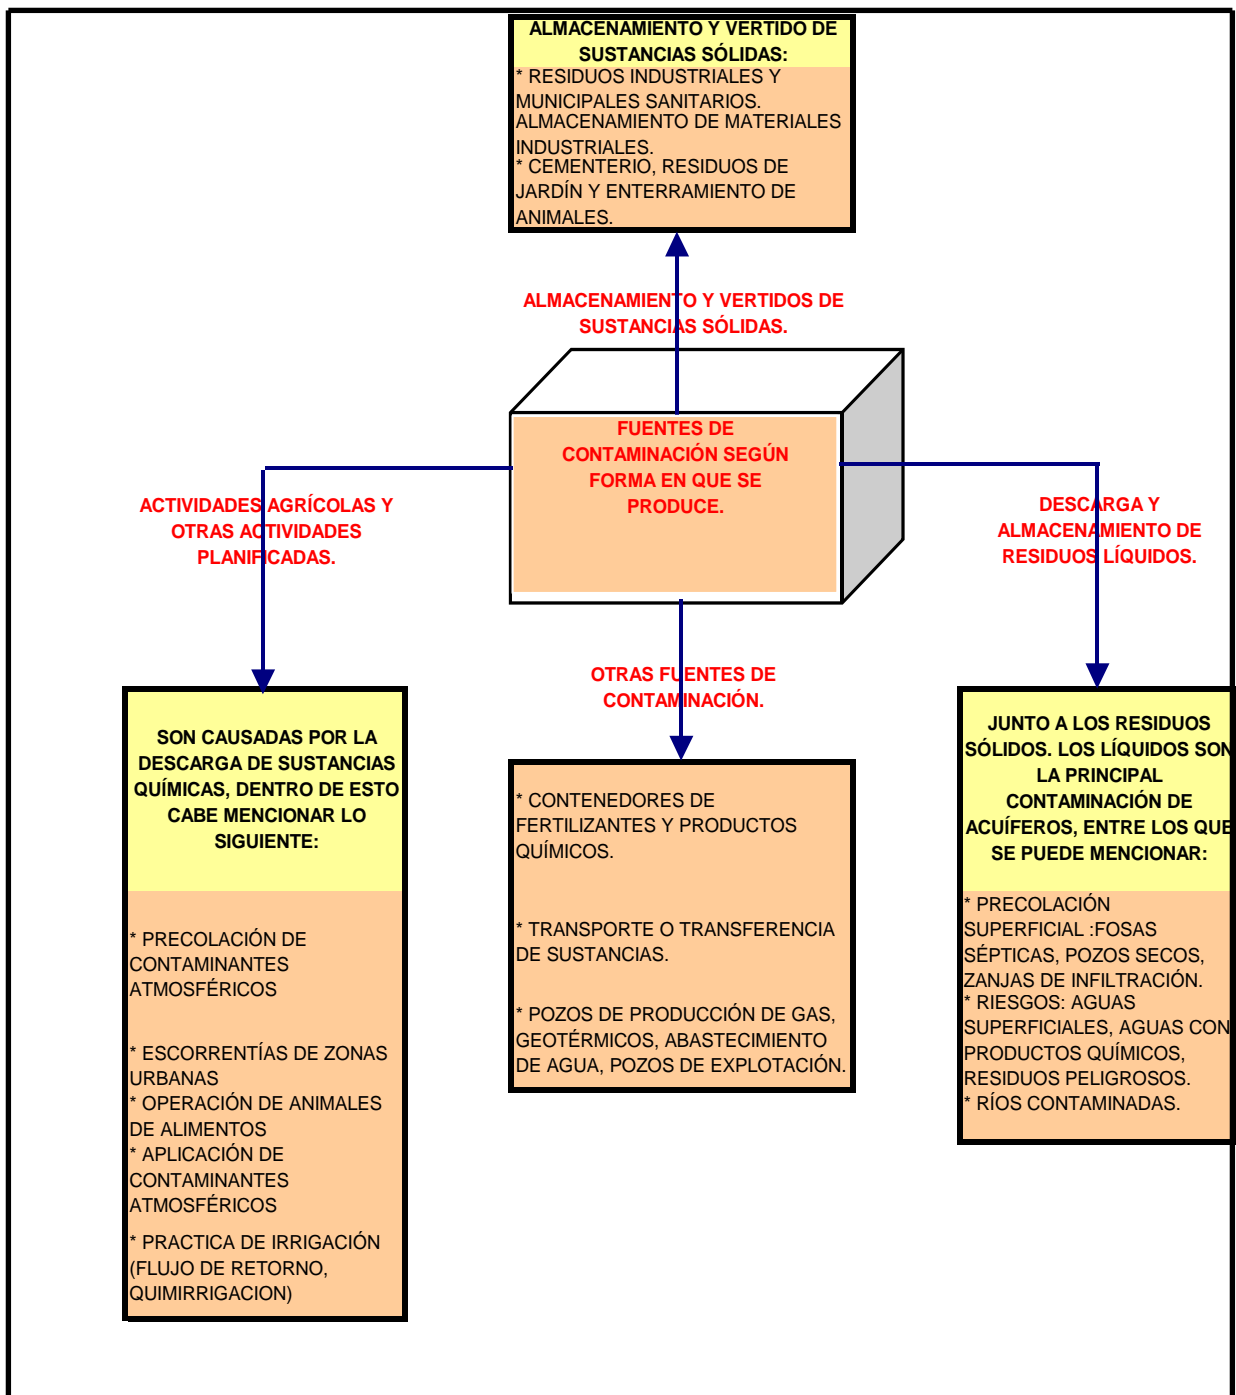 ALMACENAMIENTO Y VERTIDO DE
SUSTANCIAS SÓLIDAS:
* RESIDUOS INDUSTRIALES Y
MUNICIPALES SANITARIOS.
ALMACENAMIENTO DE MATERIALES
INDUSTRIALES.
* CEMENTERIO, RESIDUOS DE
JARDÍN Y ENTERRAMIENTO DE
ANIMALES.
ALMACENAMIENTO Y VERTIDOS DE
SUSTANCIAS SÓLIDAS.
FUENTES DE
CONTAMINACIÓN SEGÚN
FORMA EN QUE SE
PRODUCE.
ACTIVIDADES AGRÍCOLAS Y
OTRAS ACTIVIDADES
PLANIFICADAS.
DESCARGA Y
ALMACENAMIENTO DE
RESIDUOS LÍQUIDOS.
OTRAS FUENTES DE
CONTAMINACIÓN.
SON CAUSADAS POR LA
DESCARGA DE SUSTANCIAS
QUÍMICAS, DENTRO DE ESTO
CABE MENCIONAR LO
SIGUIENTE:
* PRECOLACIÓN DE
CONTAMINANTES
ATMOSFÉRICOS
* ESCORRENTÍAS DE ZONAS
URBANAS
* OPERACIÓN DE ANIMALES
DE ALIMENTOS
* APLICACIÓN DE
CONTAMINANTES
ATMOSFÉRICOS
* PRACTICA DE IRRIGACIÓN
(FLUJO DE RETORNO,
QUIMIRRIGACION)
* CONTENEDORES DE
FERTILIZANTES Y PRODUCTOS
QUÍMICOS.
* TRANSPORTE O TRANSFERENCIA
DE SUSTANCIAS.
* POZOS DE PRODUCCIÓN DE GAS,
GEOTÉRMICOS, ABASTECIMIENTO
DE AGUA, POZOS DE EXPLOTACIÓN.
JUNTO A LOS RESIDUOS
SÓLIDOS. LOS LÍQUIDOS SON
LA PRINCIPAL
CONTAMINACIÓN DE
ACUÍFEROS, ENTRE LOS QUE
SE PUEDE MENCIONAR:
* PRECOLACIÓN
SUPERFICIAL :FOSAS
SÉPTICAS, POZOS SECOS,
ZANJAS DE INFILTRACIÓN.
* RIESGOS: AGUAS
SUPERFICIALES, AGUAS CON
PRODUCTOS QUÍMICOS,
RESIDUOS PELIGROSOS.
* RÍOS CONTAMINADAS.